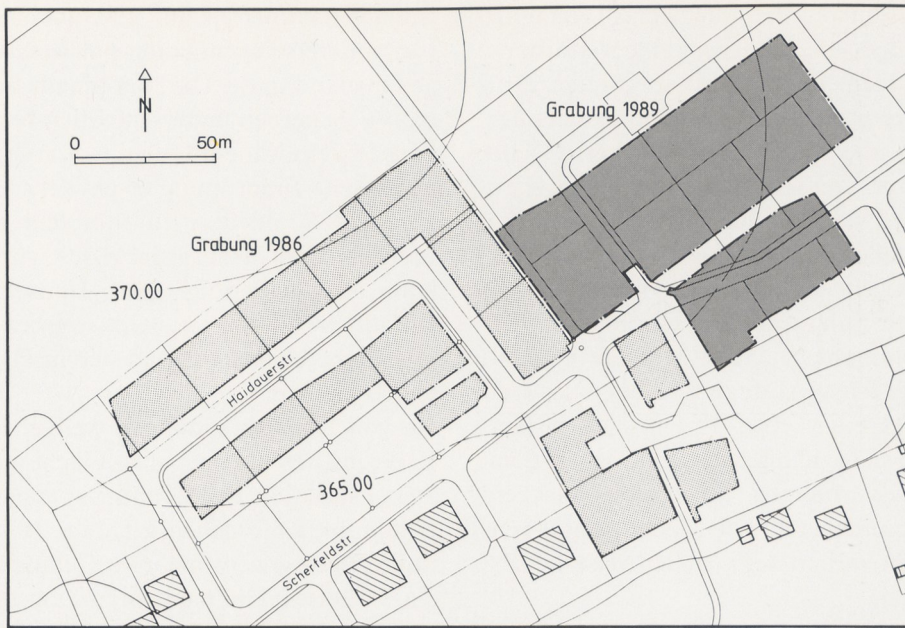 Grabung 1989
N
0 50m
Grabung 1986
370.00
Haidauerstr
365.00
Scherfeldstr